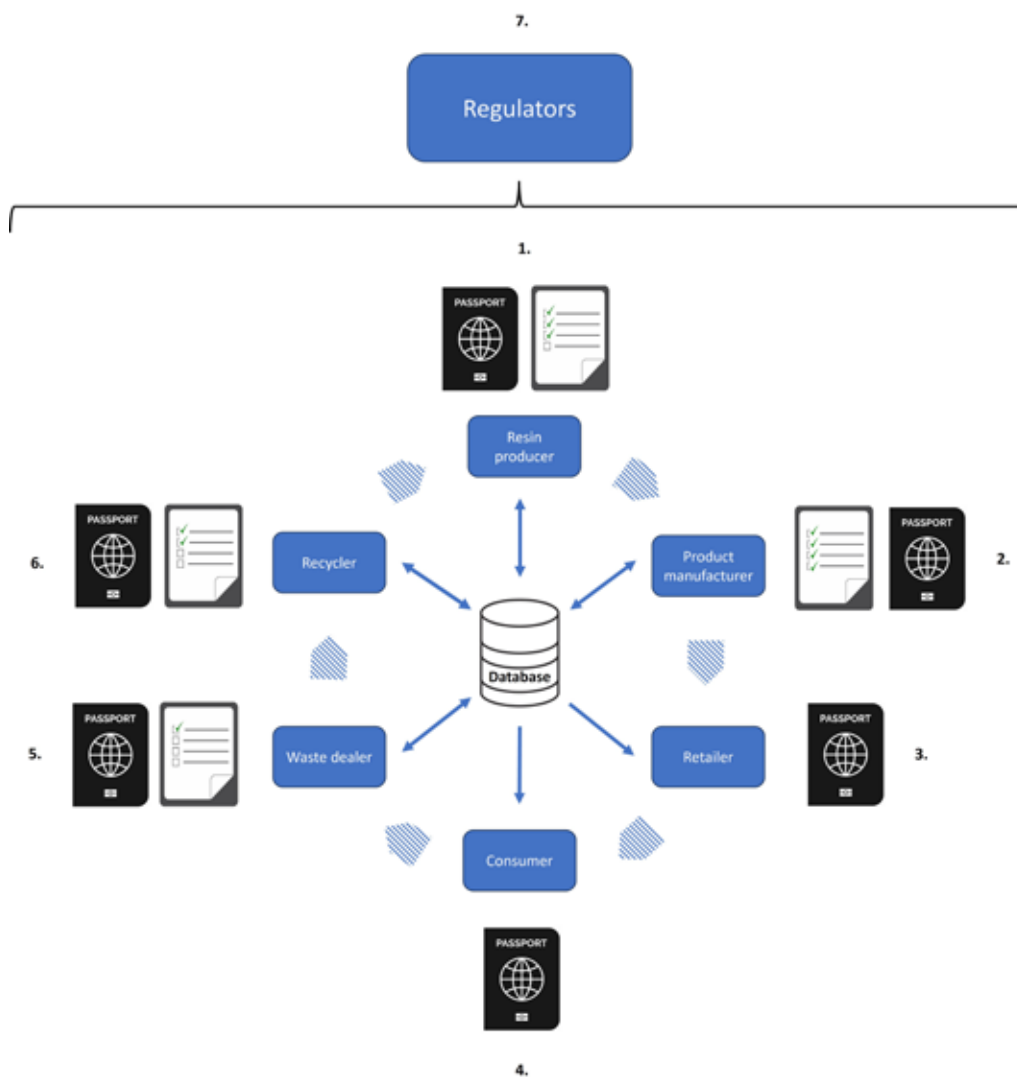 7.
Regulators
1.
PASSPORT
Resin
producer
PASSPORT
Recycler
6.
Product
manufacturer
PASSPORT
2.
Database
PASSPORT
5.
Waste dealer
Retailer
PASSPORT
3.
Consumer
PASSPORT
4.